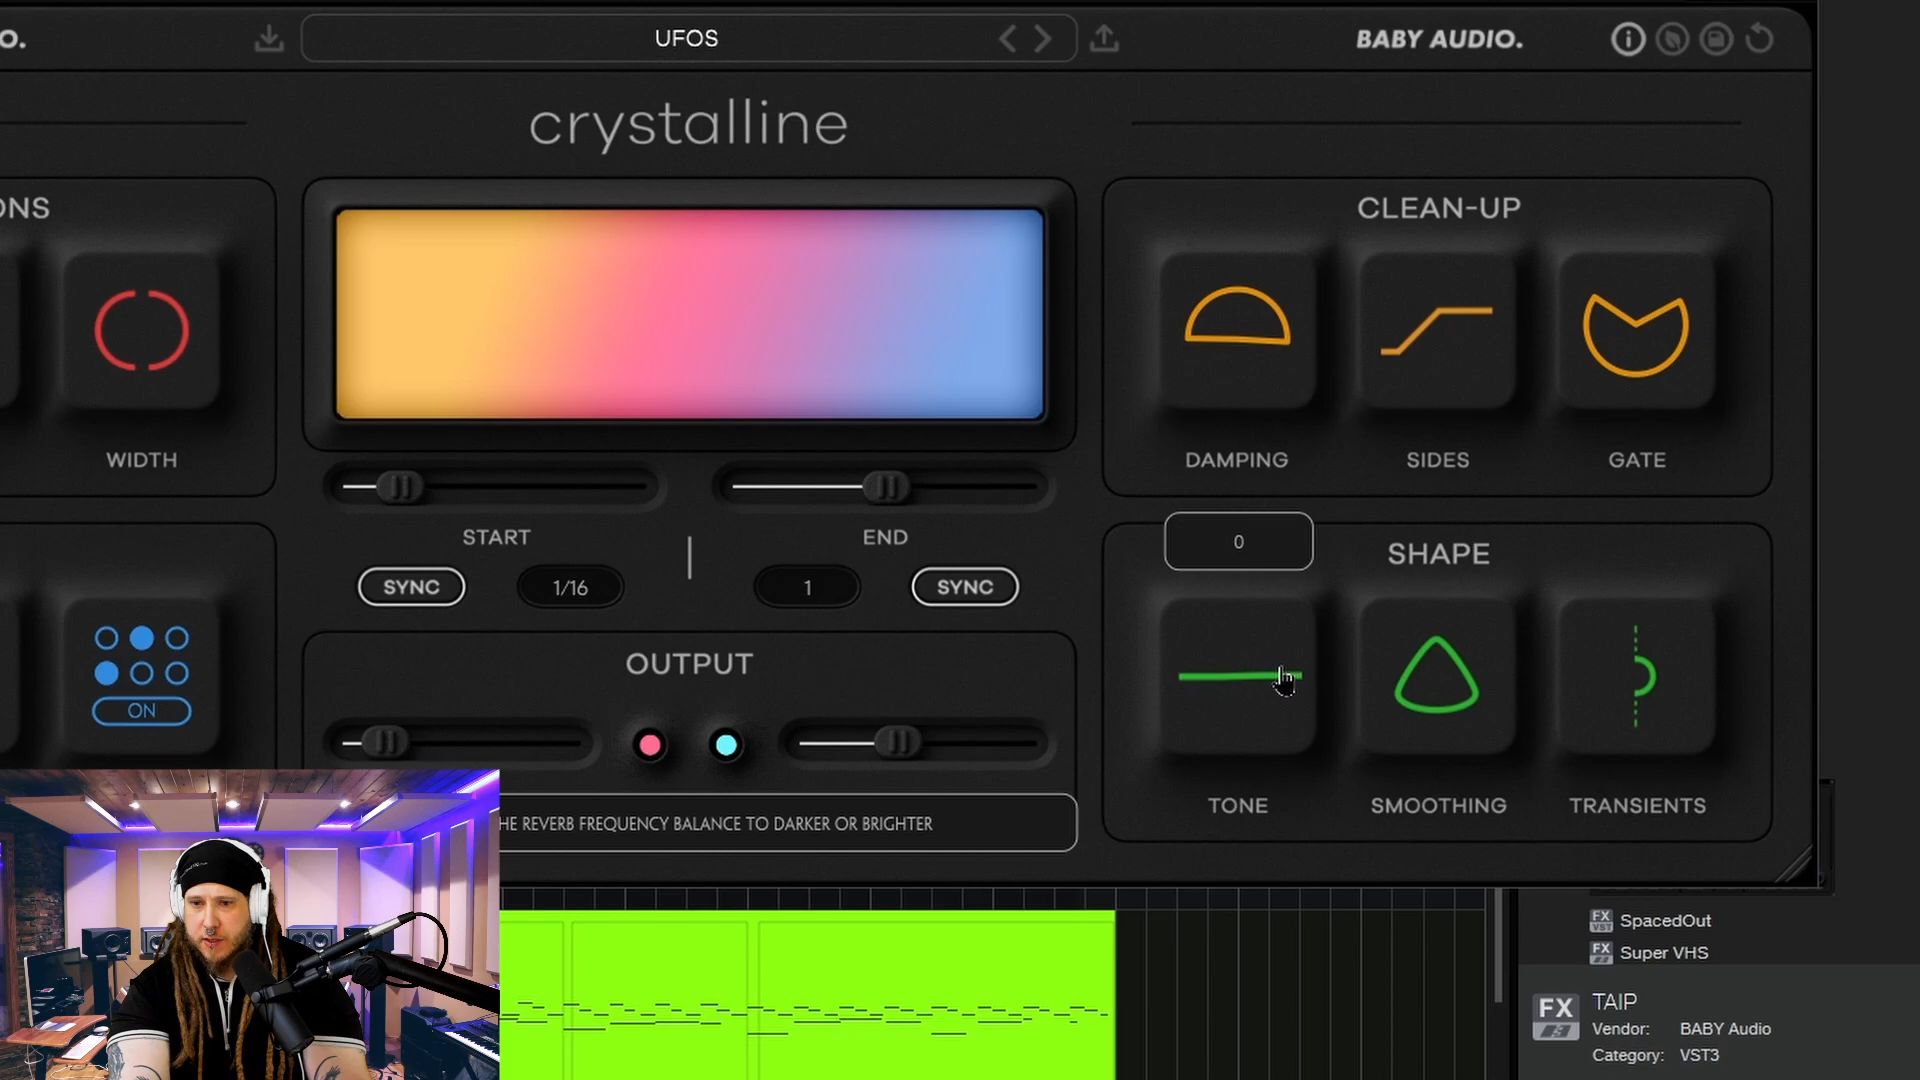 O.
UFOS
BABY AUDIO.
crystalline
ONS
CLEAN-UP
WIDTH
DAMPING
SIDES
GATE
START
END
SYNC
1/16
1
SYNC
0
SHAPE
OUTPUT
ON
TONE
SMOOTHING
TRANSIENTS
HE REVERB FREQUENCY BALANCE TO DARKER OR BRIGHTER
FX VST SpacedOut
FX Super VHS
FX TAIP
Vendor: BABY Audio
Category: VST3